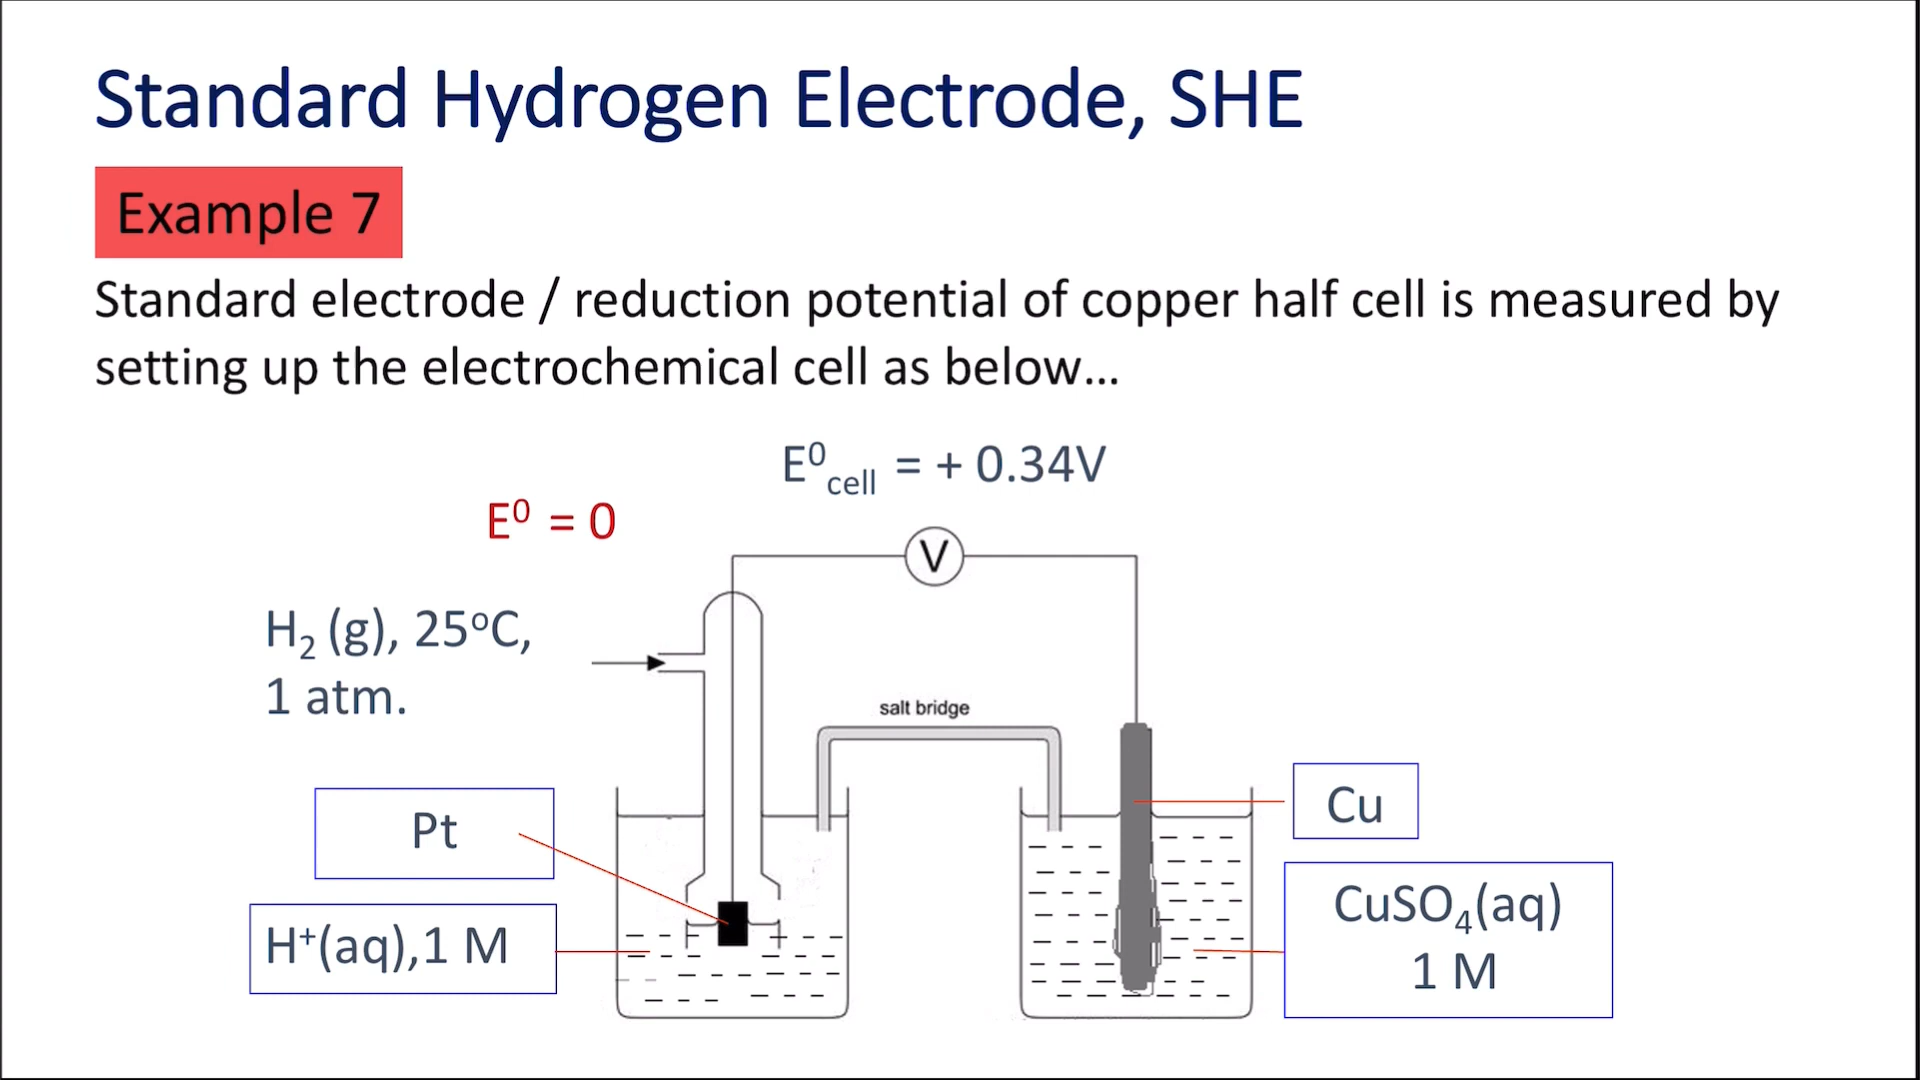 Standard Hydrogen Electrode, SHE
Example 7
Standard electrode / reduction potential of copper half cell is measured by
setting up the electrochemical cell as below...
E⁰cell = + 0.34V
E⁰ = 0
V
H₂ (g), 25ᵒC,
1 atm.
salt bridge
Pt
Cu
H⁺(aq),1 M
CuSO₄(aq)
1 M